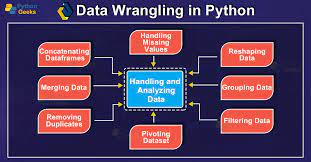 Python
Geeks
Data Wrangling in Python
Handling
Missing
Values
Concatenating
Dataframes
Reshaping
Data
Merging Data
Handling and
Analyzing
Data
Grouping Data
Removing
Duplicates
Pivoting
Dataset
Filtering Data